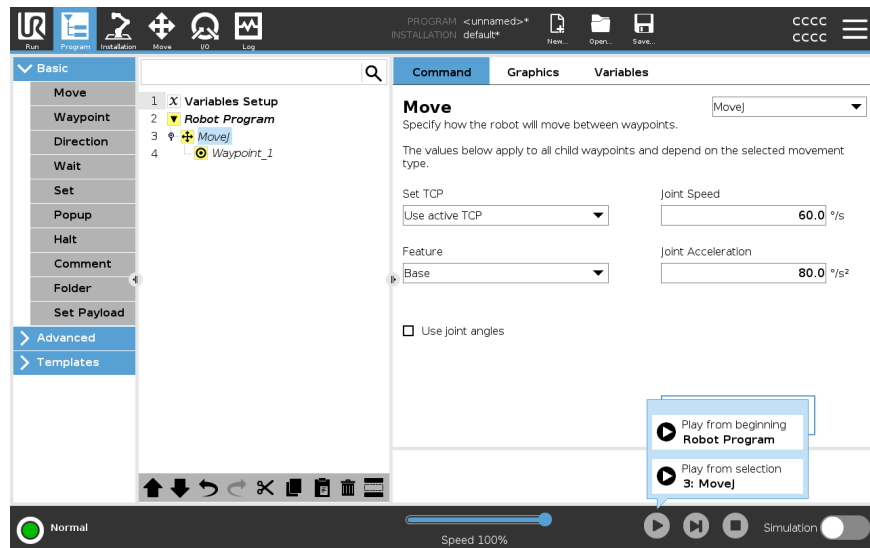 UR
Run
Program
Installation
Move
I/O
Log
PROGRAM <unnamed>*
INSTALLATION default*
New...
Open...
Save...
CCCC
CCCC
Basic
Move
Waypoint
Direction
Wait
Set
Popup
Halt
Comment
Folder
Set Payload
Advanced
Templates
1 X Variables Setup
2 Robot Program
3 MoveJ
4 Waypoint_1
Command Graphics Variables
Move
MoveJ
Specify how the robot will move between waypoints.
The values below apply to all child waypoints and depend on the selected movement
type.
Set TCP
Joint Speed
Use active TCP
60.0 °/s
Feature
Joint Acceleration
Base
80.0 °/s²
Use joint angles
Play from beginning
Robot Program
Play from selection
3: MoveJ
Normal
Speed 100%
Simulation